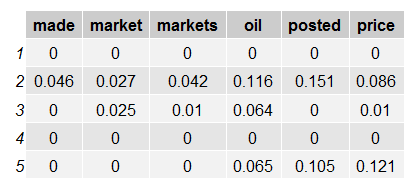 made market markets oil posted price
1 0 0 0 0 0 0
2 0.046 0.027 0.042 0.116 0.151 0.086
3 0 0.025 0.01 0.064 0 0.01
4 0 0 0 0 0 0
5 0 0 0 0.065 0.105 0.121